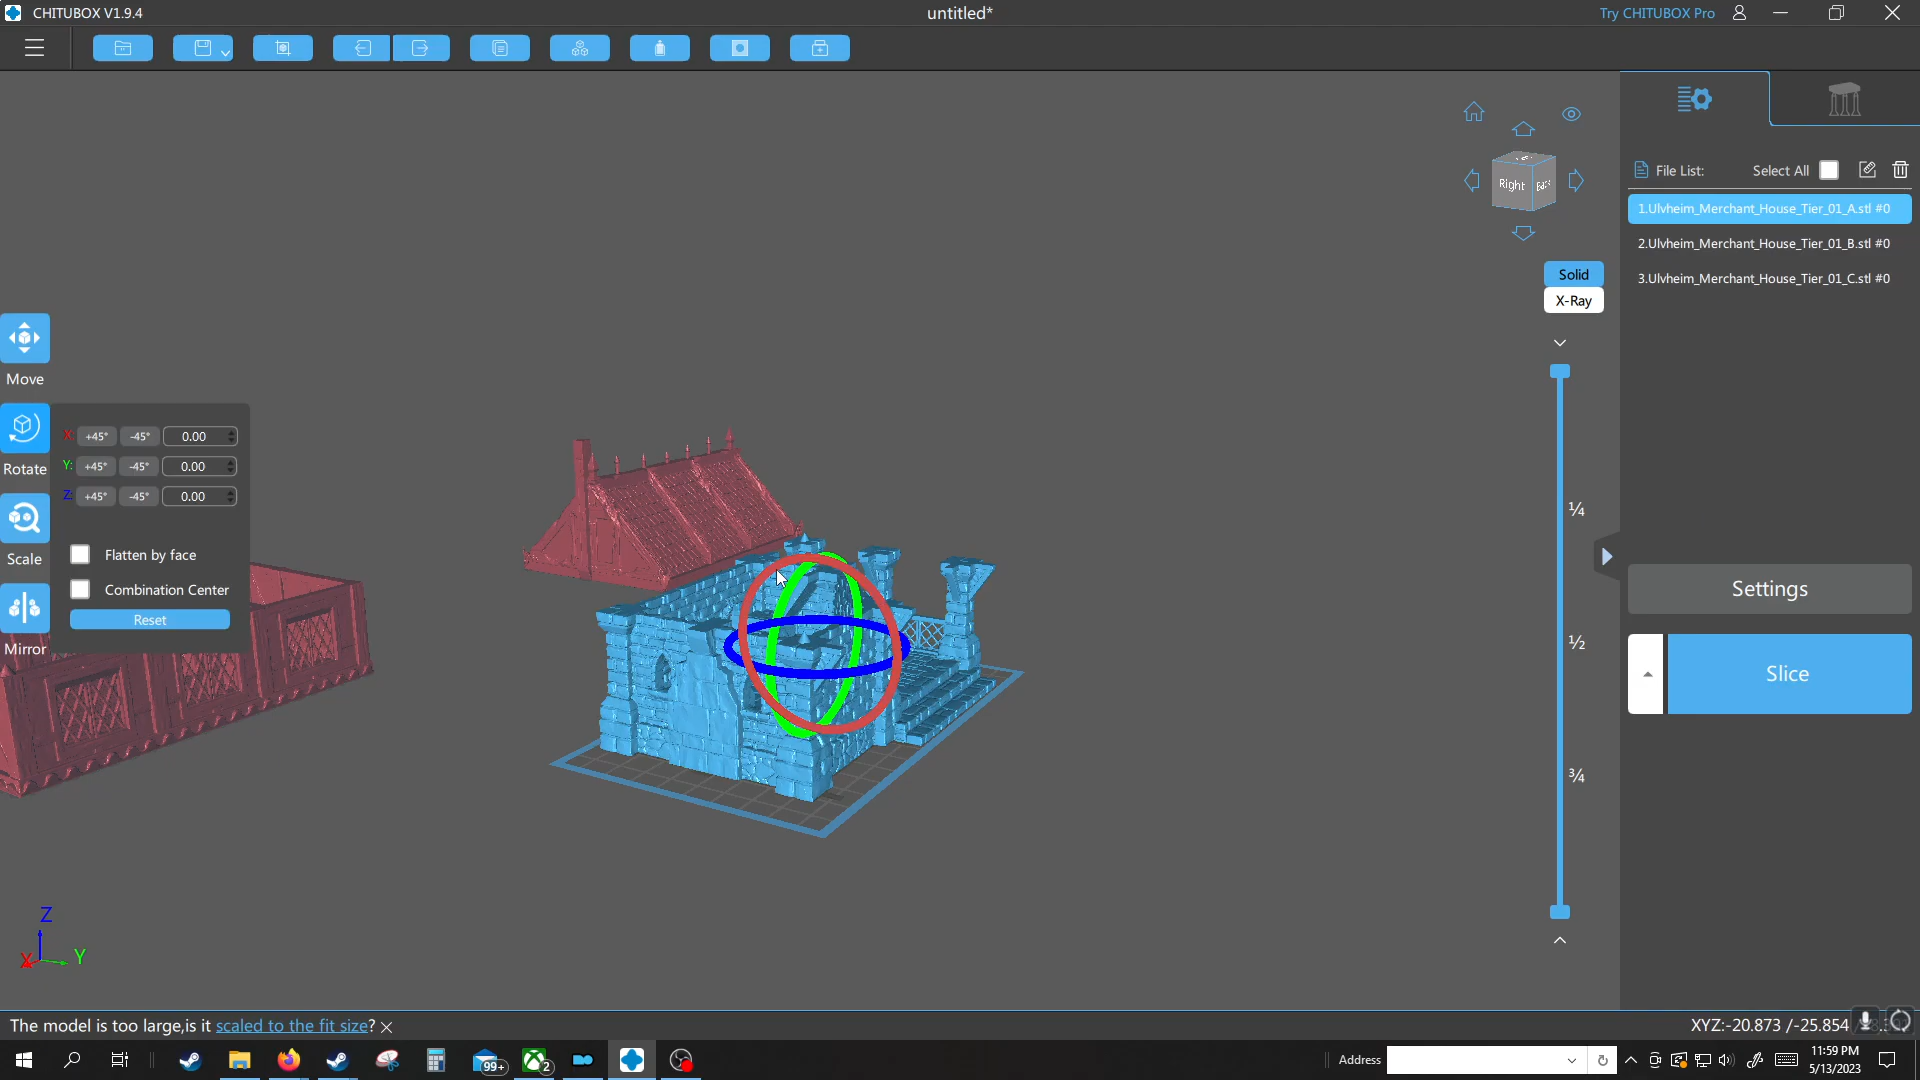 CHITUBOX V1.9.4
untitled*
Try CHITUBOX Pro
File List:
Select All
1.Ulvheim_Merchant_House_Tier_01_A.stl #0
2.Ulvheim_Merchant_House_Tier_01_B.stl #0
3.Ulvheim_Merchant_House_Tier_01_C.stl #0
Right
Back
Solid
X-Ray
Move
X: +45° -45° 0.00
Rotate
Y: +45° -45° 0.00
Z: +45° -45° 0.00
Scale
Flatten by face
Combination Center
Reset
Mirror
1/4
1/2
3/4
Settings
Slice
Z
X
Y
The model is too large,is it scaled to the fit size?
XYZ:-20.873 /-25.854
99+
2
Address
11:59 PM
5/13/2023